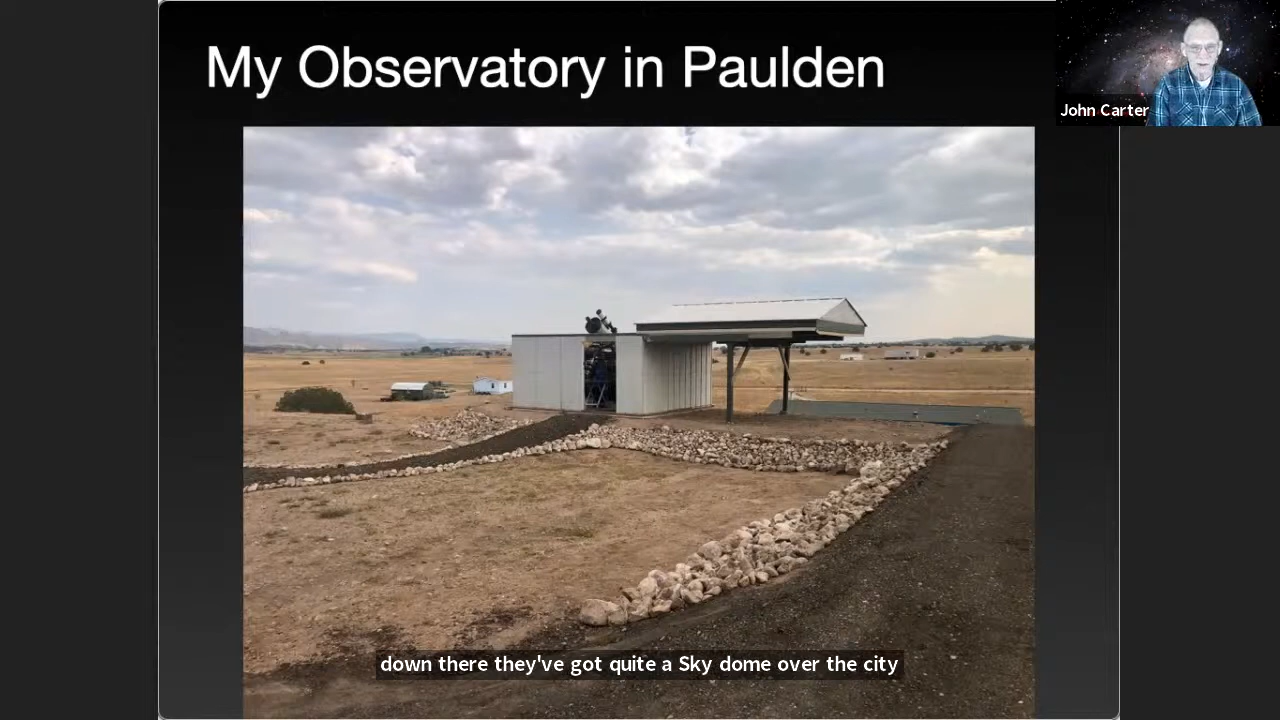 My Observatory in Paulden
John Carter
down there they've got quite a Sky dome over the city